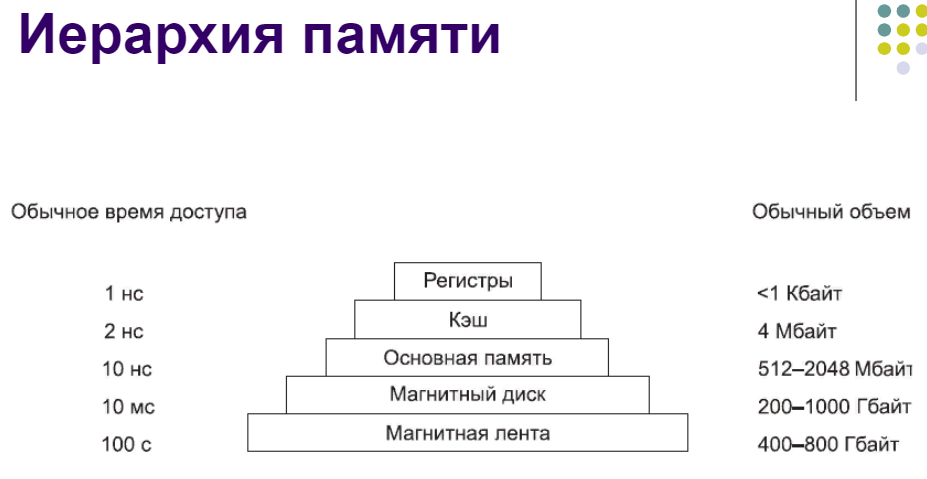 Иерархия памяти
Обычное время доступа
Обычный объем
1 нс Регистры <1 Кбайт
2 нс Кэш 4 Мбайт
10 нс Основная память 512–2048 Мбайт
10 мс Магнитный диск 200–1000 Гбайт
100 с Магнитная лента 400–800 Гбайт